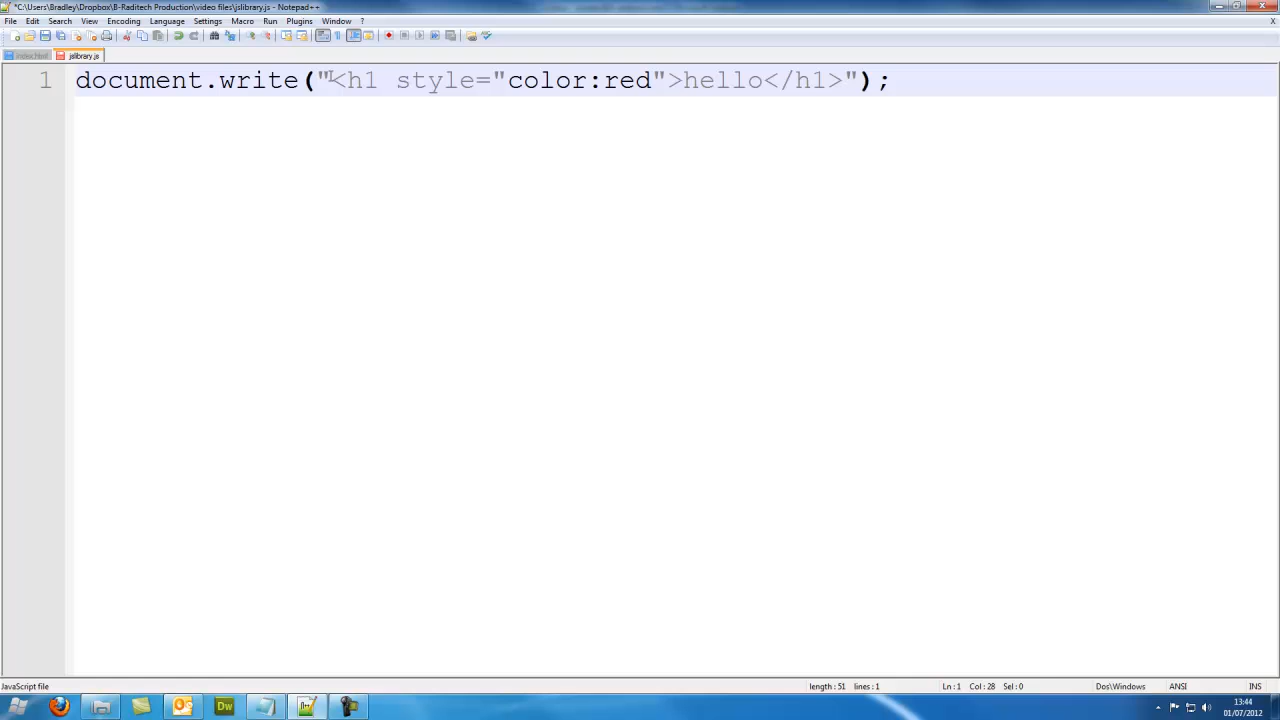 *C:\Users\Bradley\Dropbox\B-Raditech Production\video files\jslibrary.js - Notepad++
File Edit Search View Encoding Language Settings Macro Run Plugins Window ? X
index.html jslibrary.js
1 document.write("<h1 style="color:red">hello</h1>");
JavaScript file length : 51 lines : 1 Ln : 1 Col : 28 Sel : 0 Dos\Windows ANSI INS
Dw
13:44
01/07/2012